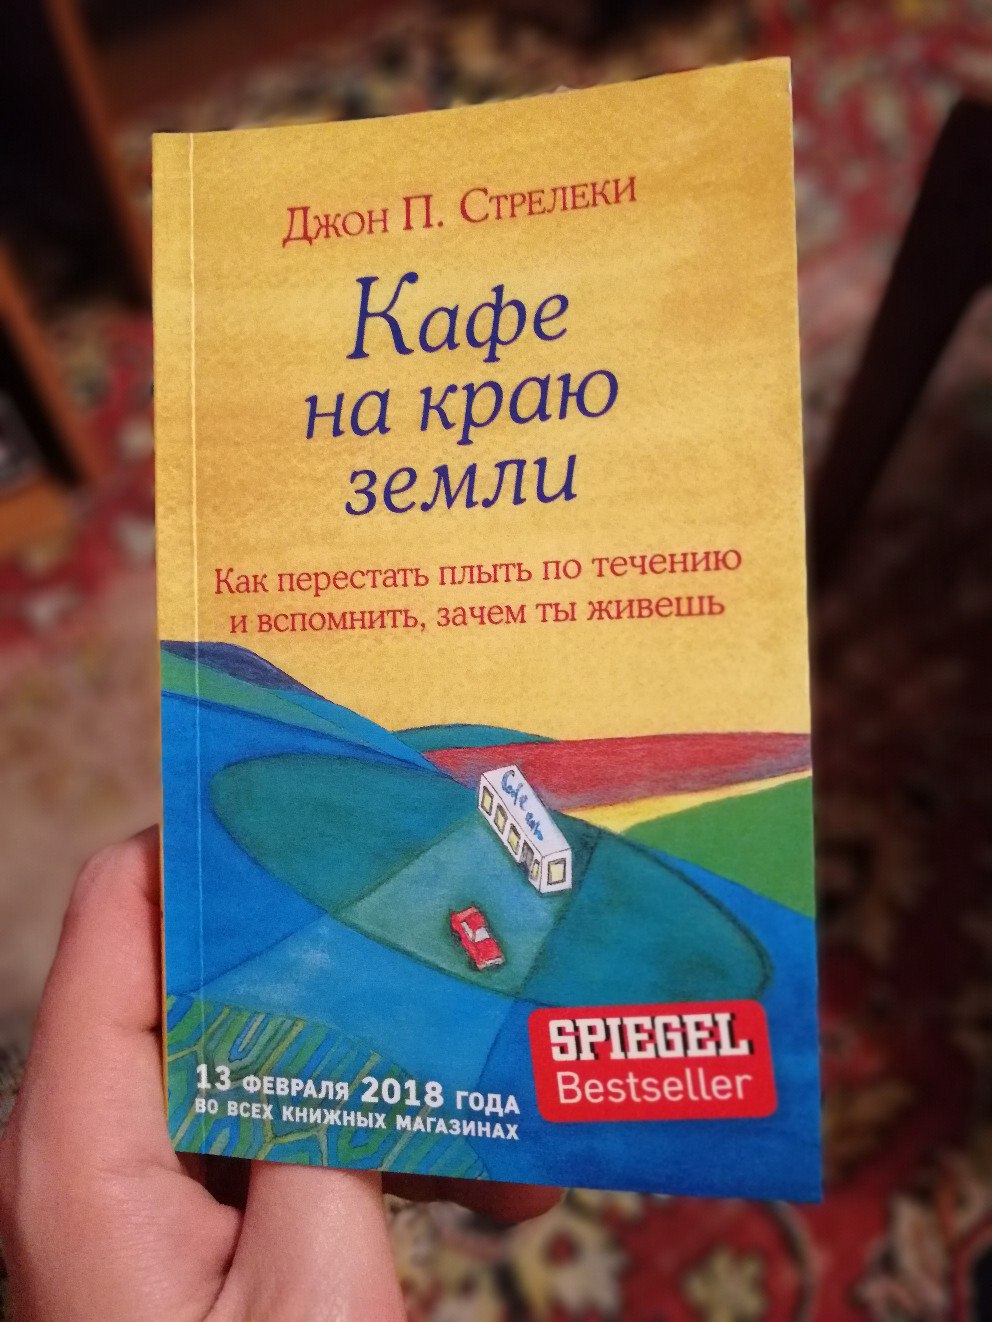 Джон П. Стрелеки
Кафе
на краю
земли
Как перестать плыть по течению
и вспомнить, зачем ты живешь
SPIEGEL
Bestseller
13 ФЕВРАЛЯ 2018 ГОДА
ВО ВСЕХ КНИЖНЫХ МАГАЗИНАХ